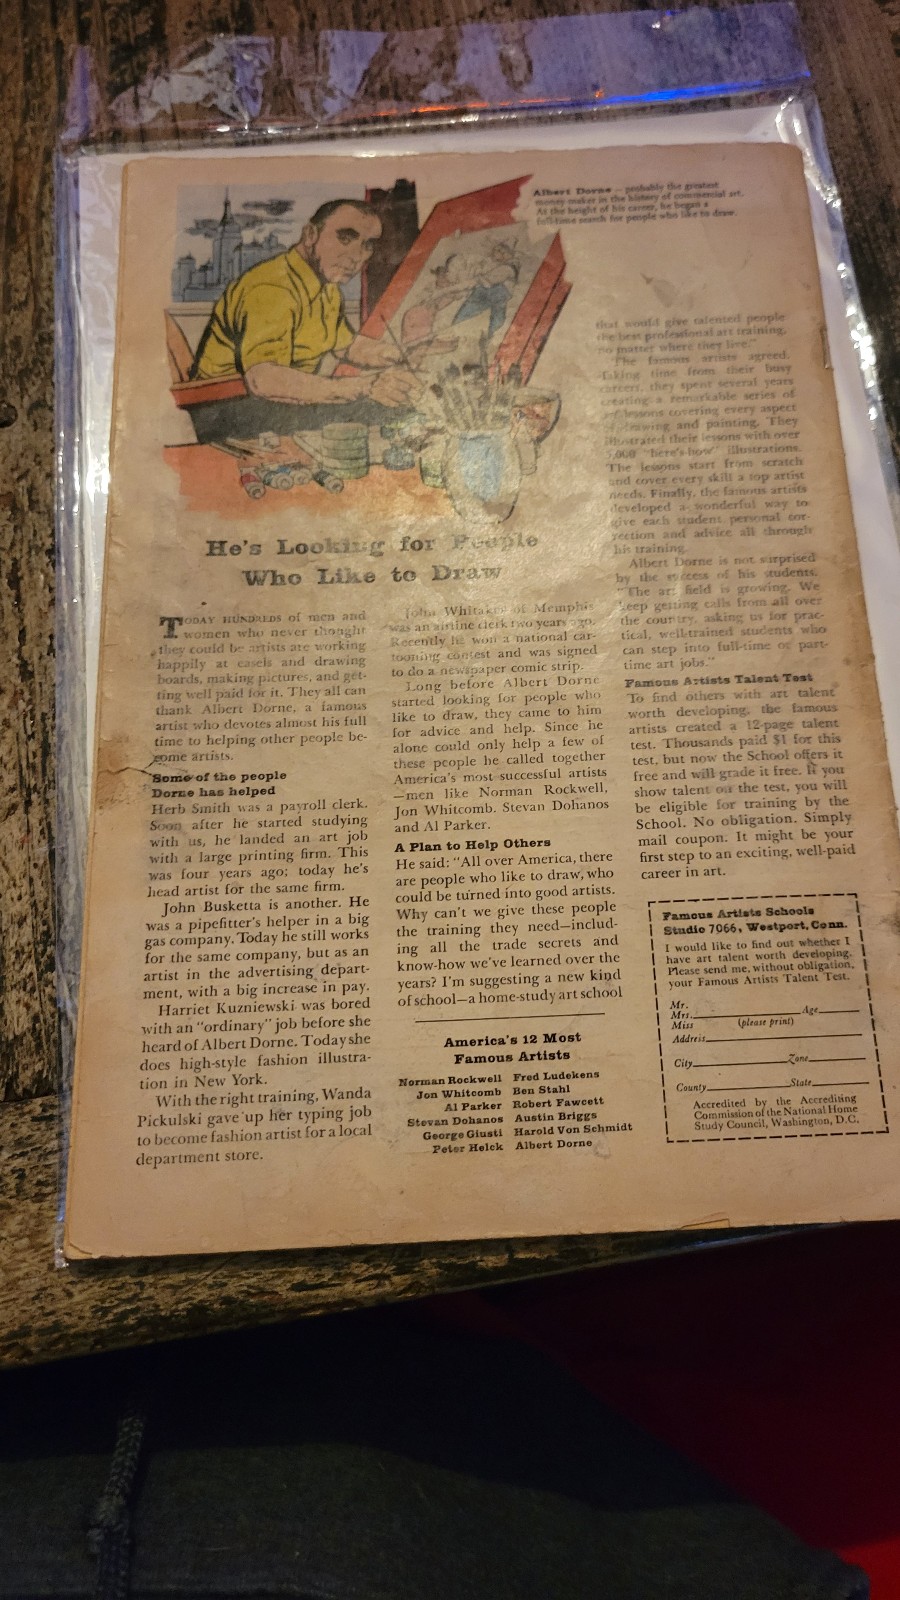 Albert Dorne — probably the greatest
money maker in the history of commercial art.
At the height of his career, he began a
full-time search for people who like to draw.
He's Looking for People
Who Like to Draw
TODAY HUNDREDS of men and
women who never thought
they could be artists are working
happily at easels and drawing
boards, making pictures, and get-
ting well paid for it. They all can
thank Albert Dorne, a famous
artist who devotes almost his full
time to helping other people be-
come artists.
Some of the people
Dorne has helped
Herb Smith was a payroll clerk.
Soon after he started studying
with us, he landed an art job
with a large printing firm. This
was four years ago; today he's
head artist for the same firm.
John Busketta is another. He
was a pipefitter's helper in a big
gas company. Today he still works
for the same company, but as an
artist in the advertising depart-
ment, with a big increase in pay.
Harriet Kuzniewski was bored
with an "ordinary" job before she
heard of Albert Dorne. Today she
does high-style fashion illustra-
tion in New York.
With the right training, Wanda
Pickulski gave up her typing job
to become fashion artist for a local
department store.
John Whitaker of Memphis
was an airline clerk two years ago.
Recently he won a national car-
tooning contest and was signed
to do a newspaper comic strip.
Long before Albert Dorne
started looking for people who
like to draw, they came to him
for advice and help. Since he
alone could only help a few of
these people he called together
America's most successful artists
—men like Norman Rockwell,
Jon Whitcomb, Stevan Dohanos
and Al Parker.
A Plan to Help Others
He said: "All over America, there
are people who like to draw, who
could be turned into good artists.
Why can't we give these people
the training they need—includ-
ing all the trade secrets and
know-how we've learned over the
years? I'm suggesting a new kind
of school—a home-study art school
America's 12 Most
Famous Artists
Norman Rockwell Fred Ludekens
Jon Whitcomb Ben Stahl
Al Parker Robert Fawcett
Stevan Dohanos Austin Briggs
George Giusti Harold Von Schmidt
Peter Helck Albert Dorne
that would give talented people
the best professional art training,
no matter where they live."
The famous artists agreed.
Taking time from their busy
careers, they spent several years
creating a remarkable series of
lessons covering every aspect
of drawing and painting. They
illustrated their lessons with over
5,000 "here's-how" illustrations.
The lessons start from scratch
and cover every skill a top artist
needs. Finally, the famous artists
developed a wonderful way to
give each student personal cor-
rection and advice all through
his training.
Albert Dorne is not surprised
by the success of his students.
"The art field is growing. We
keep getting calls from all over
the country, asking us for prac-
tical, well-trained students who
can step into full-time or part-
time art jobs."
Famous Artists Talent Test
To find others with art talent
worth developing, the famous
artists created a 12-page talent
test. Thousands paid $1 for this
test, but now the School offers it
free and will grade it free. If you
show talent on the test, you will
be eligible for training by the
School. No obligation. Simply
mail coupon. It might be your
first step to an exciting, well-paid
career in art.
Famous Artists Schools
Studio 7066, Westport, Conn.
I would like to find out whether I
have art talent worth developing.
Please send me, without obligation,
your Famous Artists Talent Test.
Mr.
Mrs. Age
Miss (please print)
Address
City Zone
County State
Accredited by the Accrediting
Commission of the National Home
Study Council, Washington, D.C.